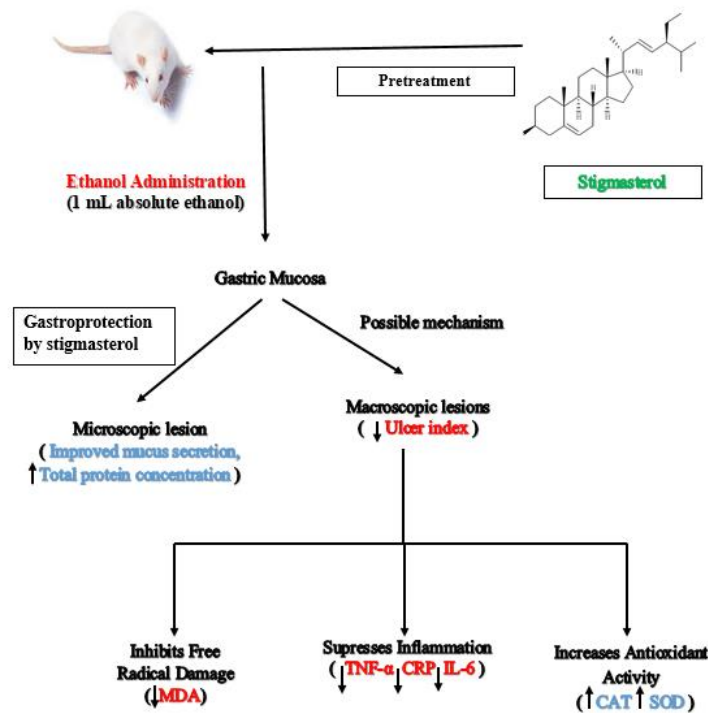 Pretreatment
Stigmasterol
Ethanol Administration
(1 mL absolute ethanol)
Gastric Mucosa
Gastroprotection
by stigmasterol
Possible mechanism
Microscopic lesion
( Improved mucus secretion,
↑Total protein concentration )
Macroscopic lesions
( ↓ Ulcer index )
Inhibits Free
Radical Damage
(↓MDA)
Supresses Inflammation
( ↓TNF-α ↓CRP ↓IL-6 )
Increases Antioxidant
Activity
( ↑CAT ↑ SOD )